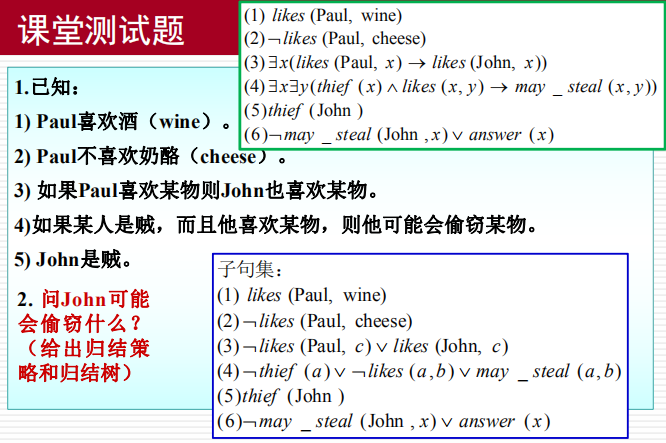 课堂测试题
(1) likes (Paul, wine)
(2) ¬likes (Paul, cheese)
(3) ∃x(likes (Paul, x) → likes (John, x))
(4) ∃x∃y(thief (x) ∧ likes (x, y) → may _ steal (x, y))
(5)thief (John )
(6)¬may _ steal (John ,x) ∨ answer (x)
1.已知:
1) Paul喜欢酒（wine）。
2) Paul不喜欢奶酪（cheese）。
3) 如果Paul喜欢某物则John也喜欢某物。
4)如果某人是贼，而且他喜欢某物，则他可能会偷窃某物。
5) John是贼。
2. 问John可能
会偷窃什么？
（给出归结策
略和归结树）
子句集：
(1) likes (Paul, wine)
(2) ¬likes (Paul, cheese)
(3) ¬likes (Paul, c) ∨ likes (John, c)
(4) ¬thief (a) ∨ ¬likes (a,b) ∨ may _ steal (a,b)
(5)thief (John )
(6)¬may _ steal (John ,x) ∨ answer (x)